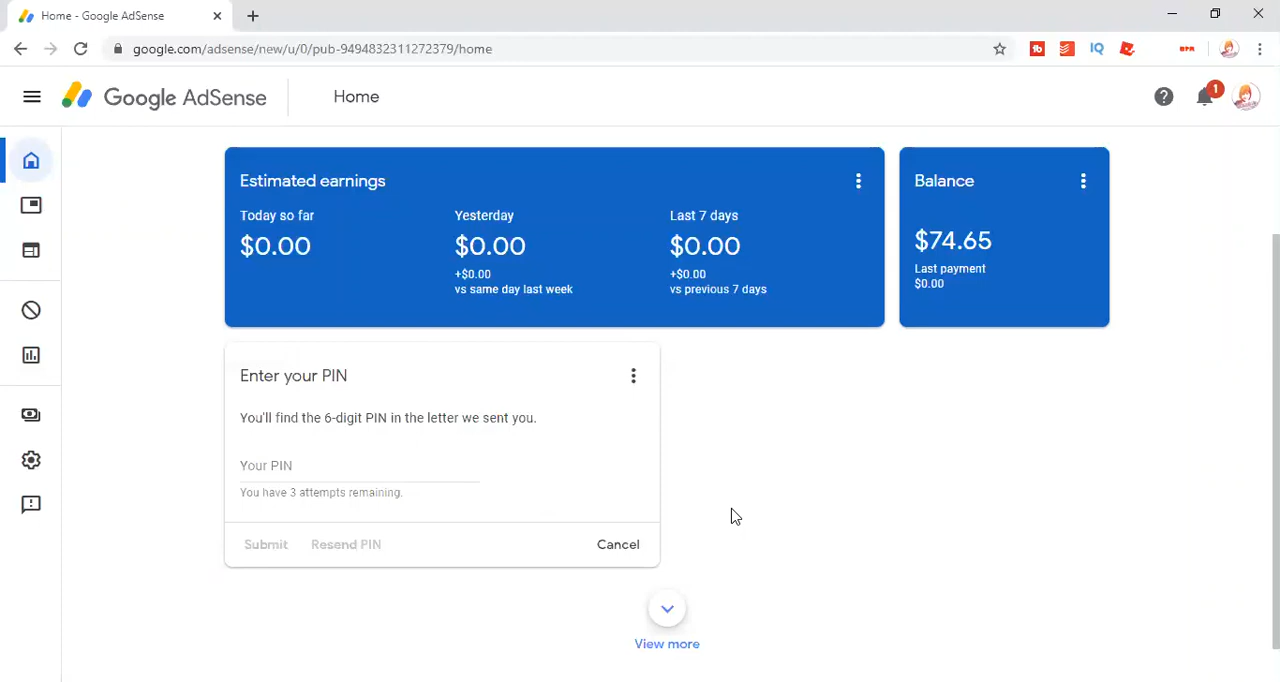 Home - Google AdSense
google.com/adsense/new/u/0/pub-9494832311272379/home
IQ
Google AdSense
Home
1
Estimated earnings
Balance
Today so far
Yesterday
Last 7 days
$0.00
$0.00
$0.00
$74.65
+$0.00
+$0.00
Last payment
vs same day last week
vs previous 7 days
$0.00
Enter your PIN
You'll find the 6-digit PIN in the letter we sent you.
Your PIN
You have 3 attempts remaining.
Submit
Resend PIN
Cancel
View more